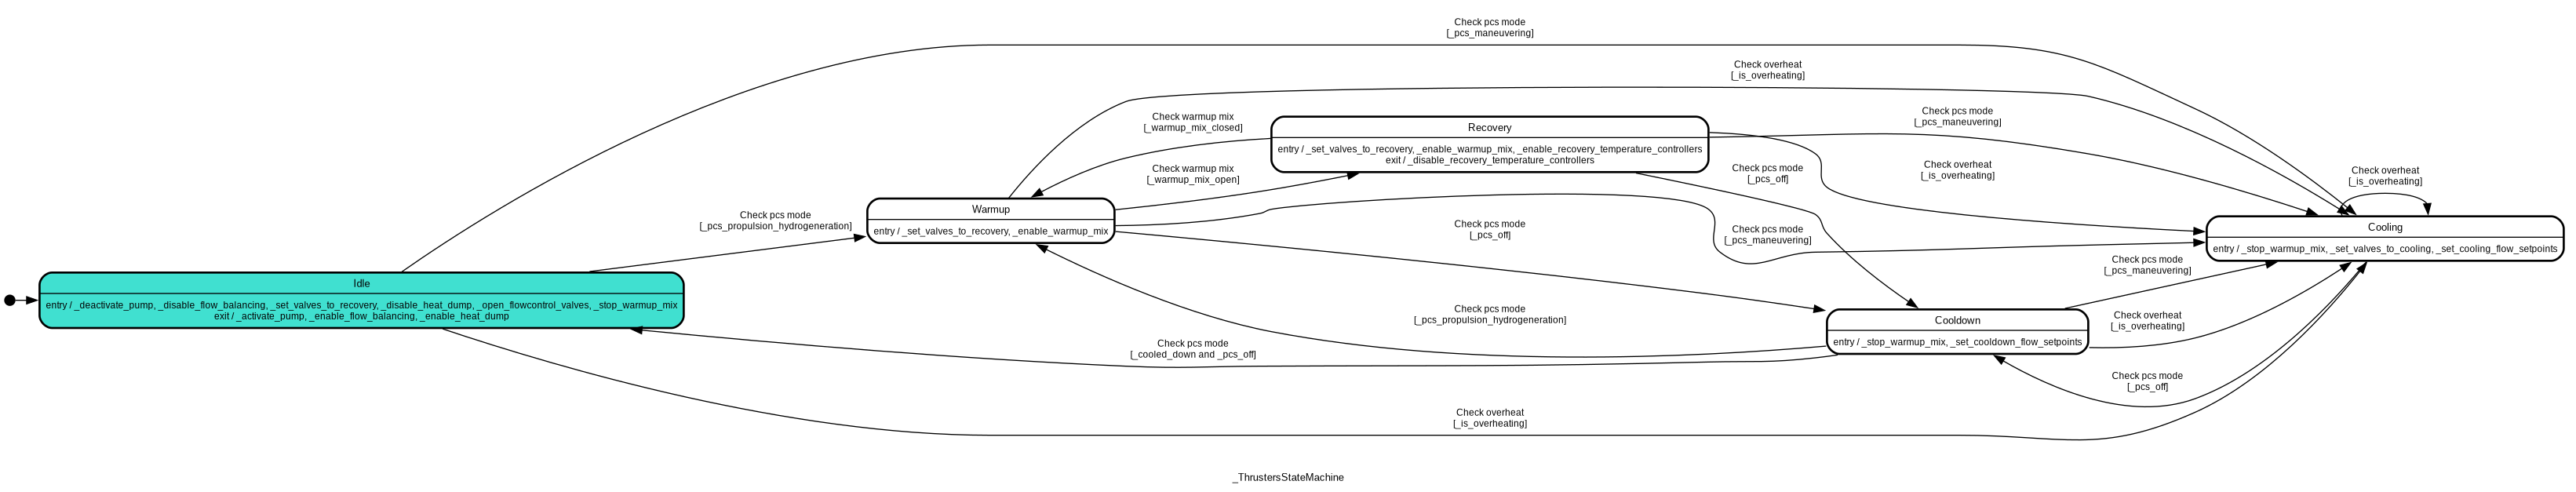 Check pcs mode
[_pcs_maneuvering]
Check overheat
[_is_overheating]
Check warmup mix
[_warmup_mix_closed]
Recovery
entry / _set_valves_to_recovery, _enable_warmup_mix, _enable_recovery_temperature_controllers
exit / _disable_recovery_temperature_controllers
Check pcs mode
[_pcs_maneuvering]
Check warmup mix
[_warmup_mix_open]
Check pcs mode
[_pcs_off]
Check overheat
[_is_overheating]
Check overheat
[_is_overheating]
Check pcs mode
[_pcs_propulsion_hydrogeneration]
Warmup
entry / _set_valves_to_recovery, _enable_warmup_mix
Check pcs mode
[_pcs_off]
Check pcs mode
[_pcs_maneuvering]
Cooling
entry / _stop_warmup_mix, _set_valves_to_cooling, _set_cooling_flow_setpoints
Check pcs mode
[_pcs_maneuvering]
Idle
entry / _deactivate_pump, _disable_flow_balancing, _set_valves_to_recovery, _disable_heat_dump, _open_flowcontrol_valves, _stop_warmup_mix
exit / _activate_pump, _enable_flow_balancing, _enable_heat_dump
Check pcs mode
[_pcs_propulsion_hydrogeneration]
Cooldown
entry / _stop_warmup_mix, _set_cooldown_flow_setpoints
Check overheat
[_is_overheating]
Check pcs mode
[_cooled_down and _pcs_off]
Check pcs mode
[_pcs_off]
Check overheat
[_is_overheating]
_ThrustersStateMachine